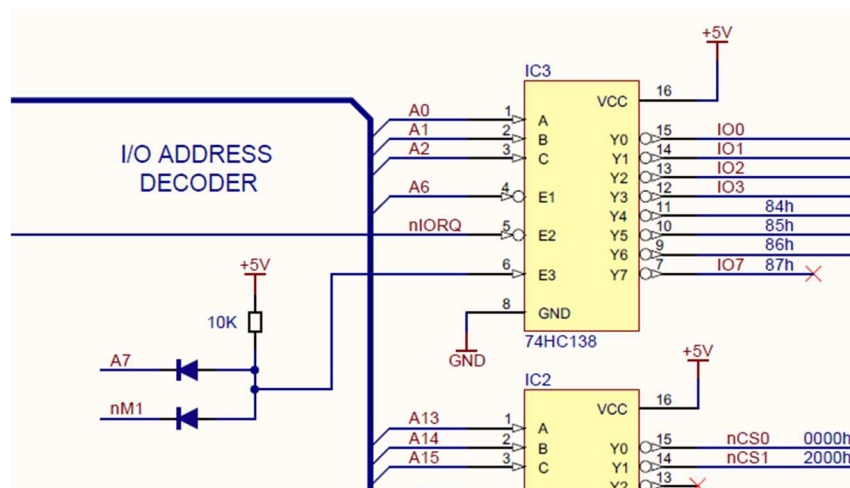 +5V
IC3
VCC 16
A0 1 A
A1 2 B
A2 3 C
Y0 15 IO0
Y1 14 IO1
Y2 13 IO2
Y3 12 IO3
Y4 11 84h
Y5 10 85h
Y6 9 86h
Y7 7 IO7 87h
I/O ADDRESS
DECODER
A6 4 E1
nIORQ 5 E2
6 E3
+5V
10K
8 GND
74HC138
GND
A7
nM1
+5V
IC2
VCC 16
A13 1 A
A14 2 B
A15 3 C
Y0 15 nCS0 0000h
Y1 14 nCS1 2000h
Y2 13